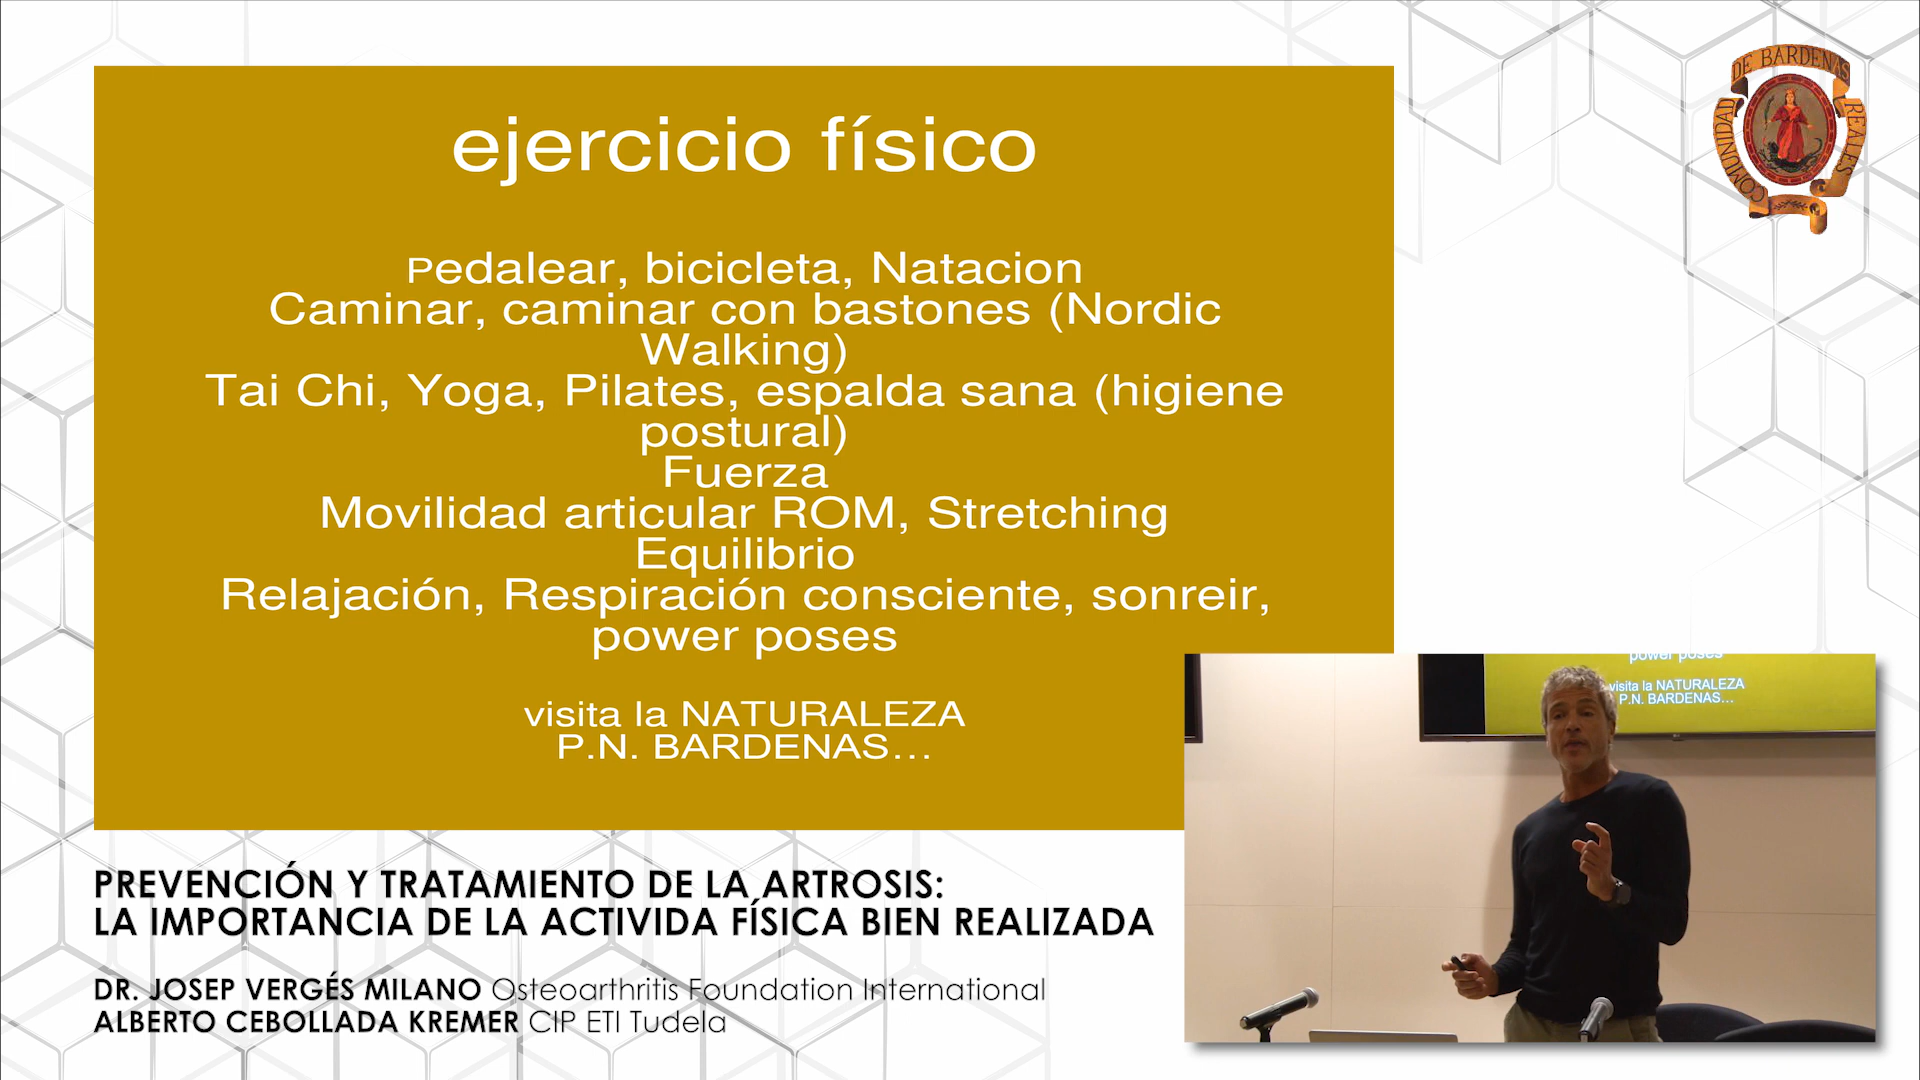 ejercicio físico
Pedalear, bicicleta, Natacion
Caminar, caminar con bastones (Nordic
Walking)
Tai Chi, Yoga, Pilates, espalda sana (higiene
postural)
Fuerza
Movilidad articular ROM, Stretching
Equilibrio
Relajación, Respiración consciente, sonreir,
power poses
visita la NATURALEZA
P.N. BARDENAS...
COMUNIDAD DE BARDENAS REALES
power poses
visita la NATURALEZA
P.N. BARDENAS...
PREVENCIÓN Y TRATAMIENTO DE LA ARTROSIS:
LA IMPORTANCIA DE LA ACTIVIDA FÍSICA BIEN REALIZADA
DR. JOSEP VERGÉS MILANO Osteoarthritis Foundation International
ALBERTO CEBOLLADA KREMER CIP ETI Tudela